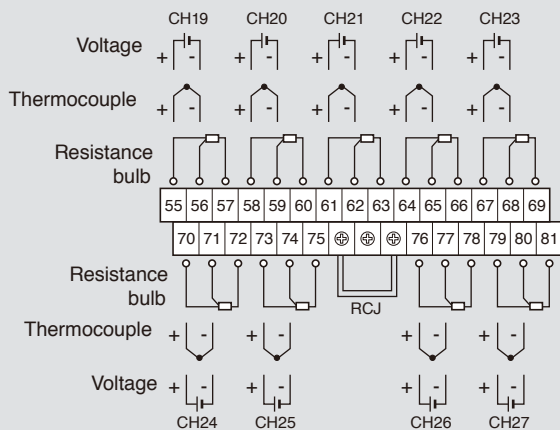 CH19 CH20 CH21 CH22 CH23
Voltage + - + - + - + - + -
Thermocouple + - + - + - + - + -
Resistance
bulb
55 56 57 58 59 60 61 62 63 64 65 66 67 68 69
70 71 72 73 74 75 76 77 78 79 80 81
Resistance
bulb
RCJ
Thermocouple + - + - + - + -
Voltage + - + - + - + -
CH24 CH25 CH26 CH27